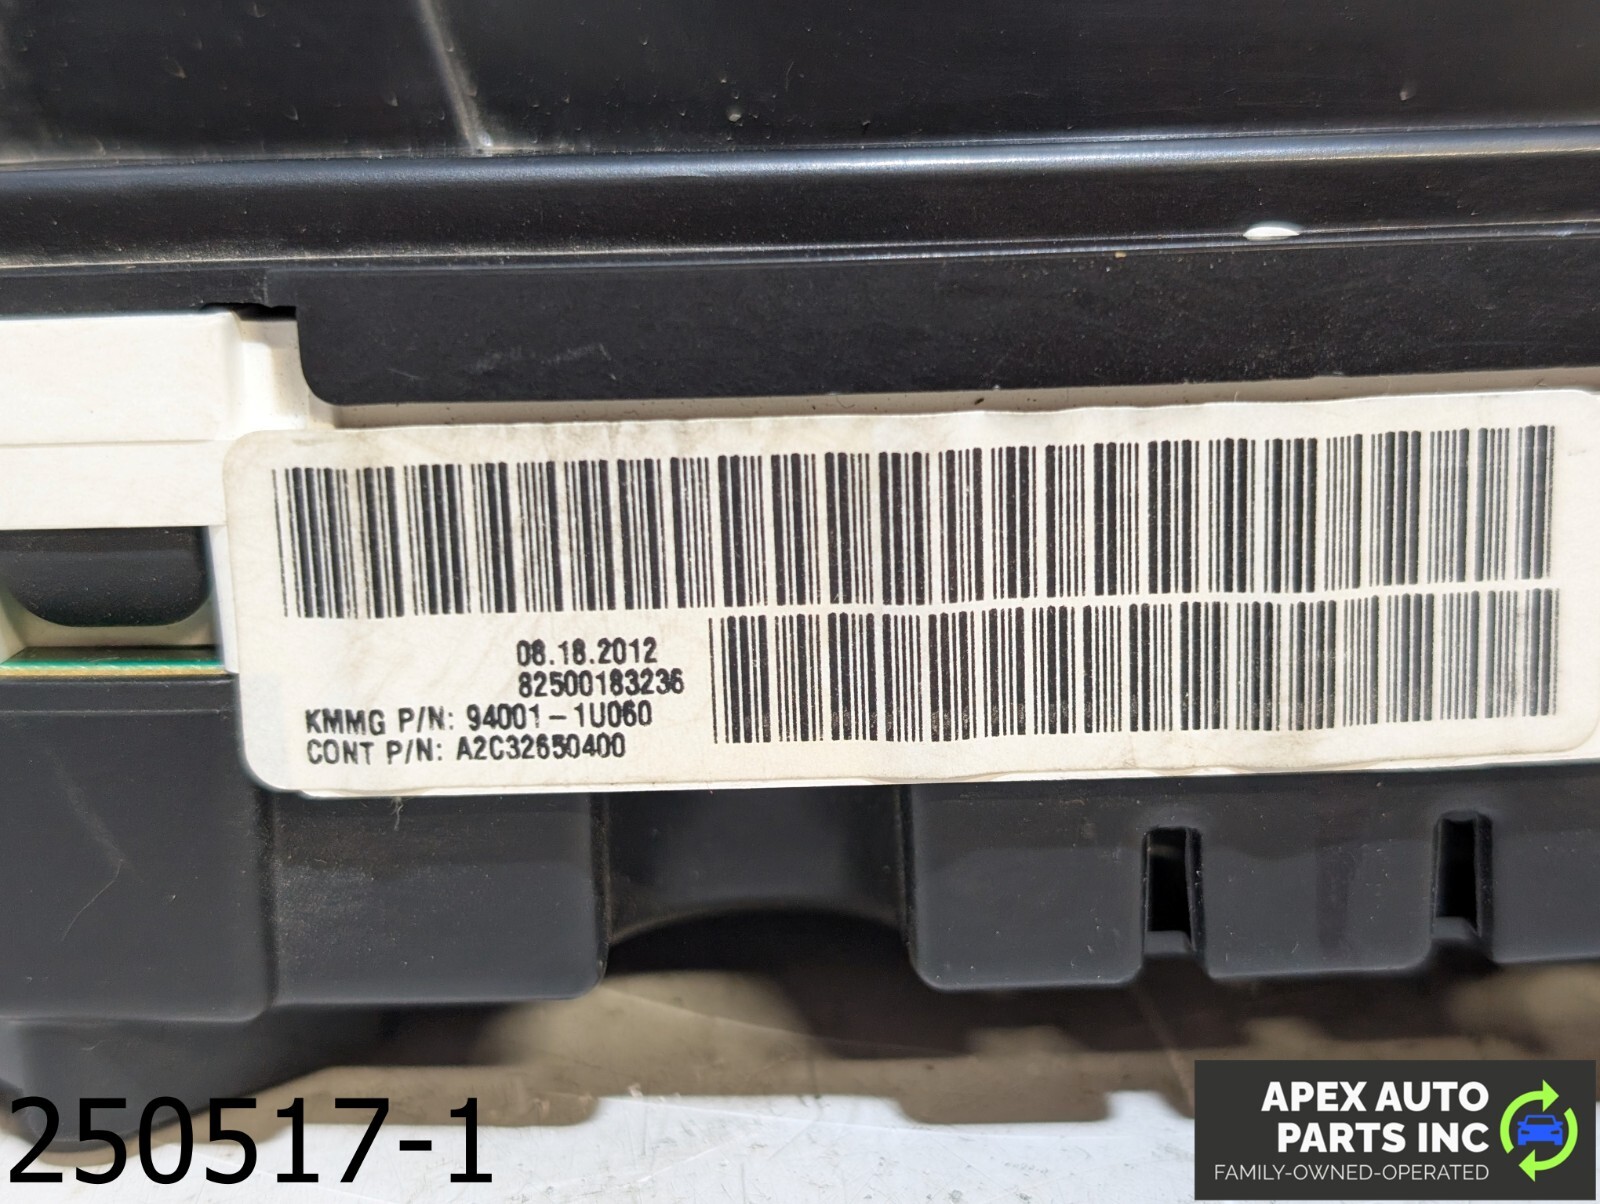 08.18.2012
82500183236
KMMG P/N: 94001-1U060
CONT P/N: A2C32650400
250517-1
APEX AUTO
PARTS INC
FAMILY-OWNED-OPERATED